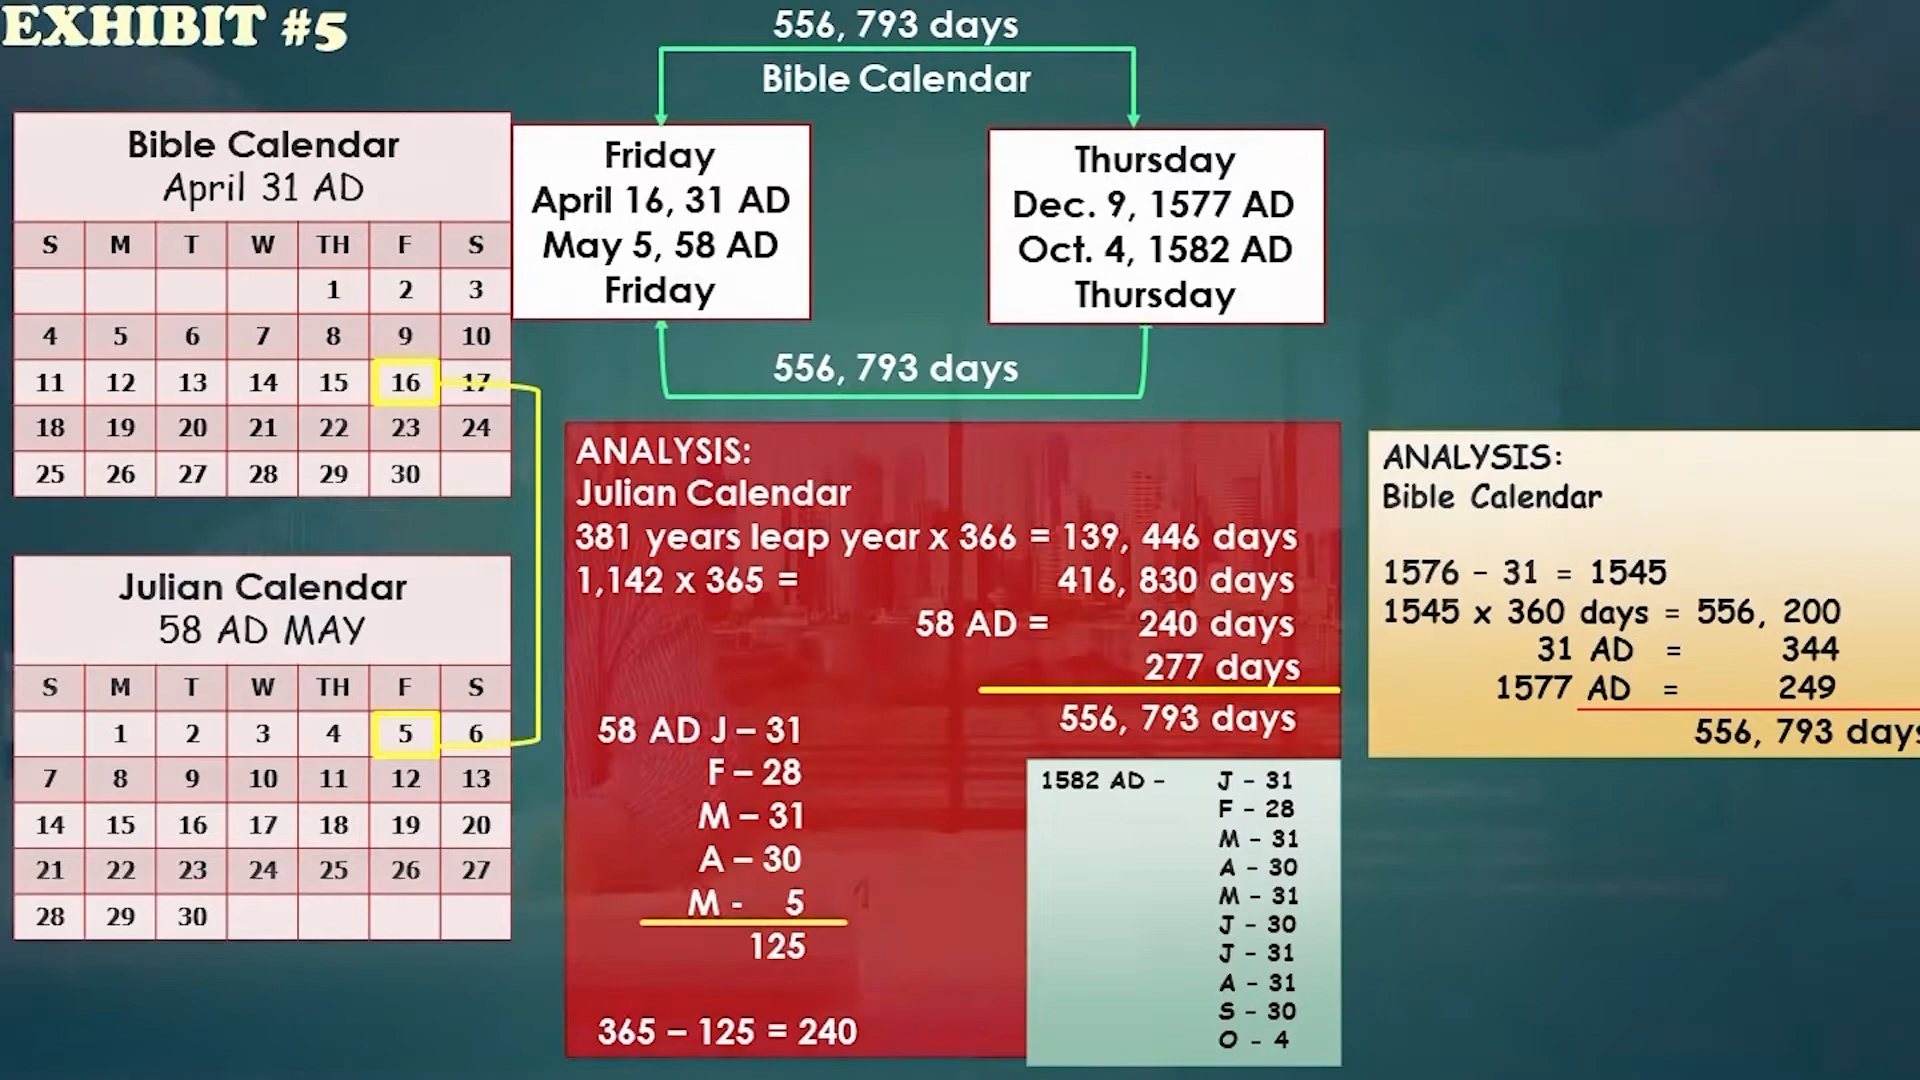 EXHIBIT #5
556, 793 days
Bible Calendar
Bible Calendar
April 31 AD
S M T W TH F S
1 2 3
4 5 6 7 8 9 10
11 12 13 14 15 16 17
18 19 20 21 22 23 24
25 26 27 28 29 30
Friday
April 16, 31 AD
May 5, 58 AD
Friday
Thursday
Dec. 9, 1577 AD
Oct. 4, 1582 AD
Thursday
556, 793 days
Julian Calendar
58 AD MAY
S M T W TH F S
1 2 3 4 5 6
7 8 9 10 11 12 13
14 15 16 17 18 19 20
21 22 23 24 25 26 27
28 29 30
ANALYSIS:
Julian Calendar
381 years leap year x 366 = 139, 446 days
1,142 x 365 = 416, 830 days
58 AD = 240 days
277 days
556, 793 days
58 AD J – 31
F – 28
M – 31
A – 30
M - 5
125
365 – 125 = 240
1582 AD – J – 31
F – 28
M – 31
A – 30
M – 31
J – 30
J – 31
A – 31
S – 30
O – 4
ANALYSIS:
Bible Calendar
1576 – 31 = 1545
1545 x 360 days = 556, 200
31 AD = 344
1577 AD = 249
556, 793 days